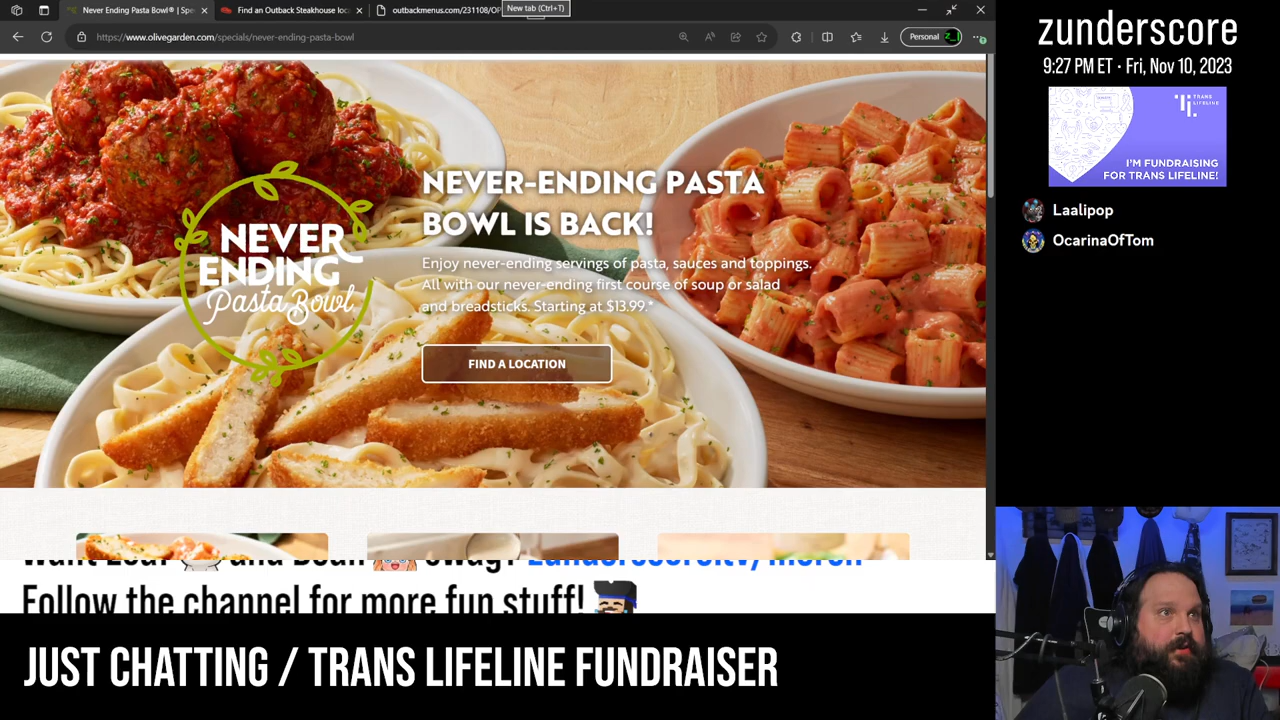 Never Ending Pasta Bowl® | Spe
Find an Outback Steakhouse loc
outbackmenus.com/231108/OP
New tab (Ctrl+T)
https://www.olivegarden.com/specials/never-ending-pasta-bowl
Personal
NEVER
ENDING
Pasta Bowl
NEVER-ENDING PASTA
BOWL IS BACK!
Enjoy never-ending servings of pasta, sauces and toppings.
All with our never-ending first course of soup or salad
and breadsticks. Starting at $13.99.*
FIND A LOCATION
Follow the channel for more fun stuff!
JUST CHATTING / TRANS LIFELINE FUNDRAISER
zunderscore
9:27 PM ET · Fri, Nov 10, 2023
TRANS
LIFELINE
I'M FUNDRAISING
FOR TRANS LIFELINE!
Laalipop
OcarinaOfTom